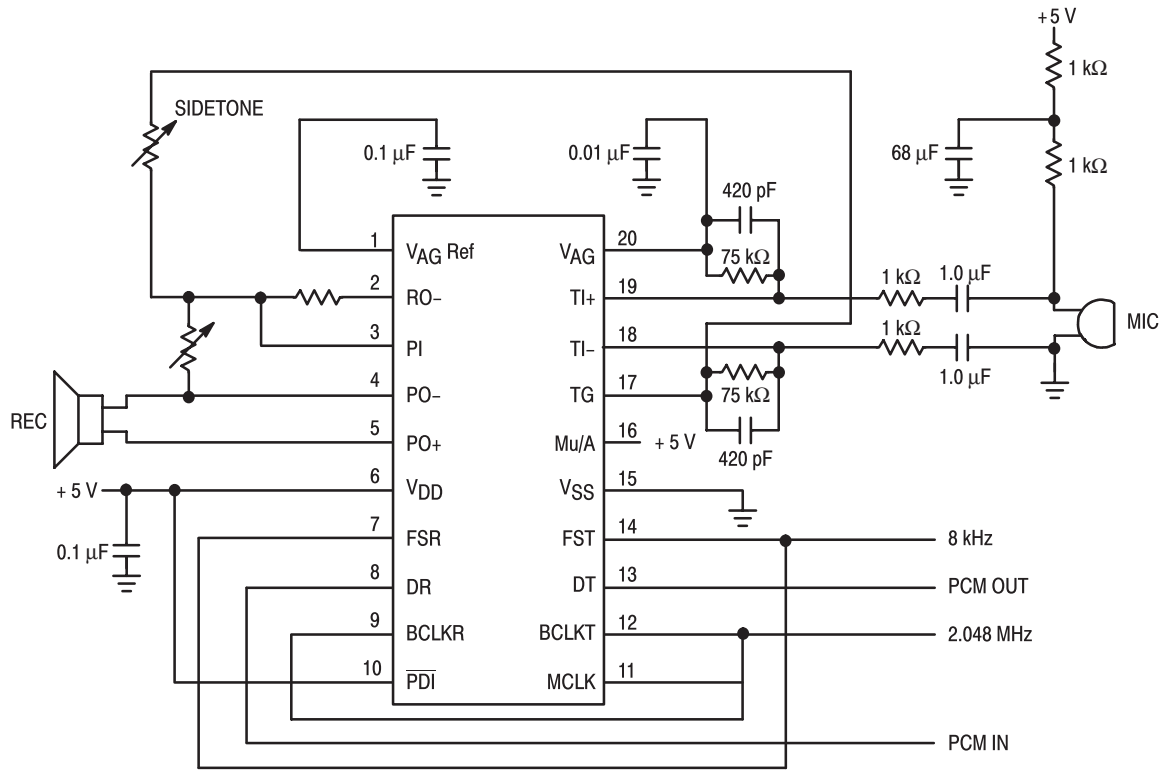 + 5 V
1 kΩ
SIDETONE
0.1 µF
0.01 µF
68 µF
1 kΩ
420 pF
1 VAG Ref
VAG 20
75 kΩ
2 RO–
TI+ 19
1 kΩ
1.0 µF
3 PI
TI– 18
1 kΩ
1.0 µF
MIC
4 PO–
TG 17
75 kΩ
REC
5 PO+
Mu/A 16
+ 5 V
420 pF
+ 5 V
6 VDD
VSS 15
7 FSR
FST 14
8 kHz
0.1 µF
8 DR
DT 13
PCM OUT
9 BCLKR
BCLKT 12
2.048 MHz
10 PDI
MCLK 11
PCM IN